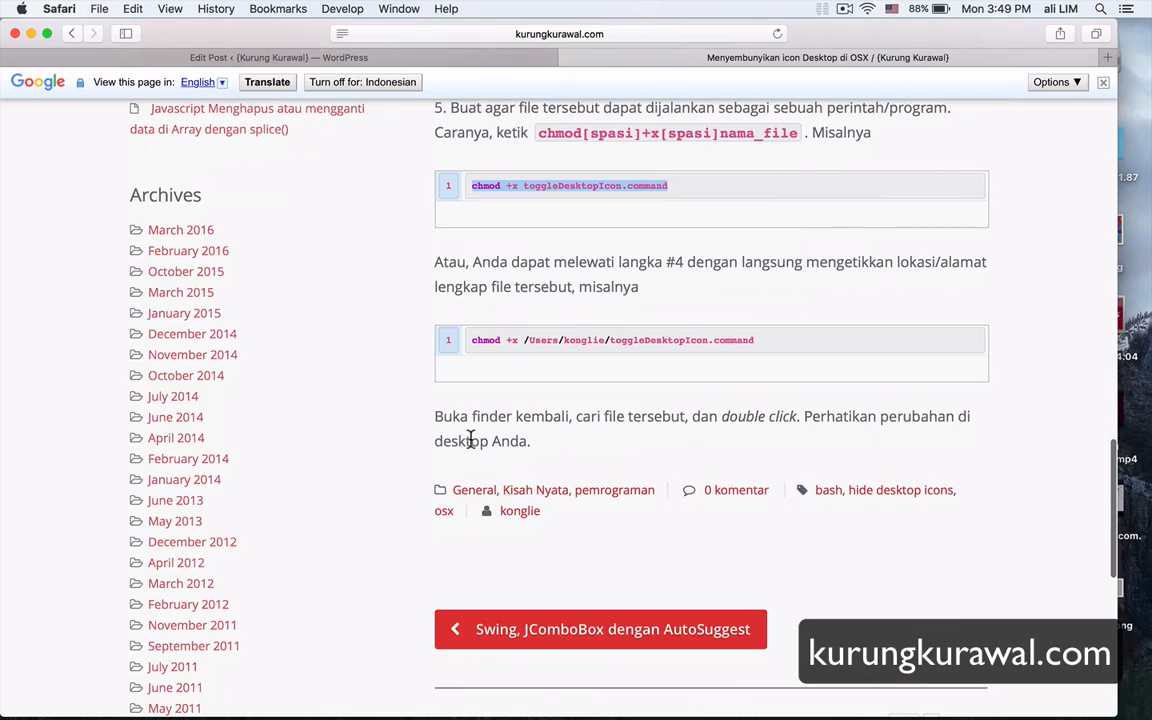 Safari File Edit View History Bookmarks Develop Window Help 88% Mon 3:49 PM ali LIM
kurungkurawal.com
Edit Post ‹ {Kurung Kurawal} — WordPress
Menyembunyikan icon Desktop di OSX / {Kurung Kurawal}
Google View this page in: English Translate Turn off for: Indonesian Options ▼
Javascript Menghapus atau mengganti
data di Array dengan splice()
Archives
March 2016
February 2016
October 2015
March 2015
January 2015
December 2014
November 2014
October 2014
July 2014
June 2014
April 2014
February 2014
January 2014
June 2013
May 2013
December 2012
April 2012
March 2012
February 2012
November 2011
September 2011
July 2011
June 2011
May 2011
5. Buat agar file tersebut dapat dijalankan sebagai sebuah perintah/program.
Caranya, ketik chmod[spasi]+x[spasi]nama_file . Misalnya
1 chmod +x toggleDesktopIcon.command
Atau, Anda dapat melewati langka #4 dengan langsung mengetikkan lokasi/alamat
lengkap file tersebut, misalnya
1 chmod +x /Users/konglie/toggleDesktopIcon.command
Buka finder kembali, cari file tersebut, dan double click. Perhatikan perubahan di
desktop Anda.
General, Kisah Nyata, pemrograman 0 komentar bash, hide desktop icons,
osx konglie
Swing, JComboBox dengan AutoSuggest
1.87
g
4:04
mp4
com.
ng
kurungkurawal.com